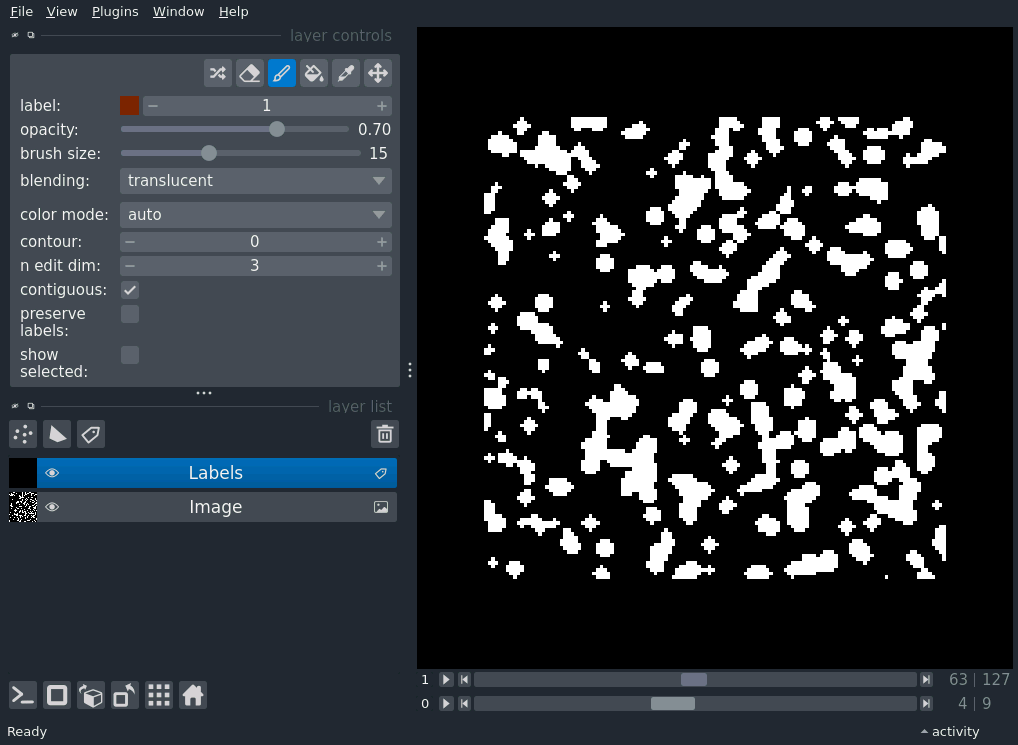 File View Plugins Window Help
layer controls
label: 1
opacity: 0.70
brush size: 15
blending: translucent
color mode: auto
contour: 0
n edit dim: 3
contiguous:
preserve
labels:
show
selected:
layer list
Labels
Image
1 63 | 127
0 4 | 9
Ready activity